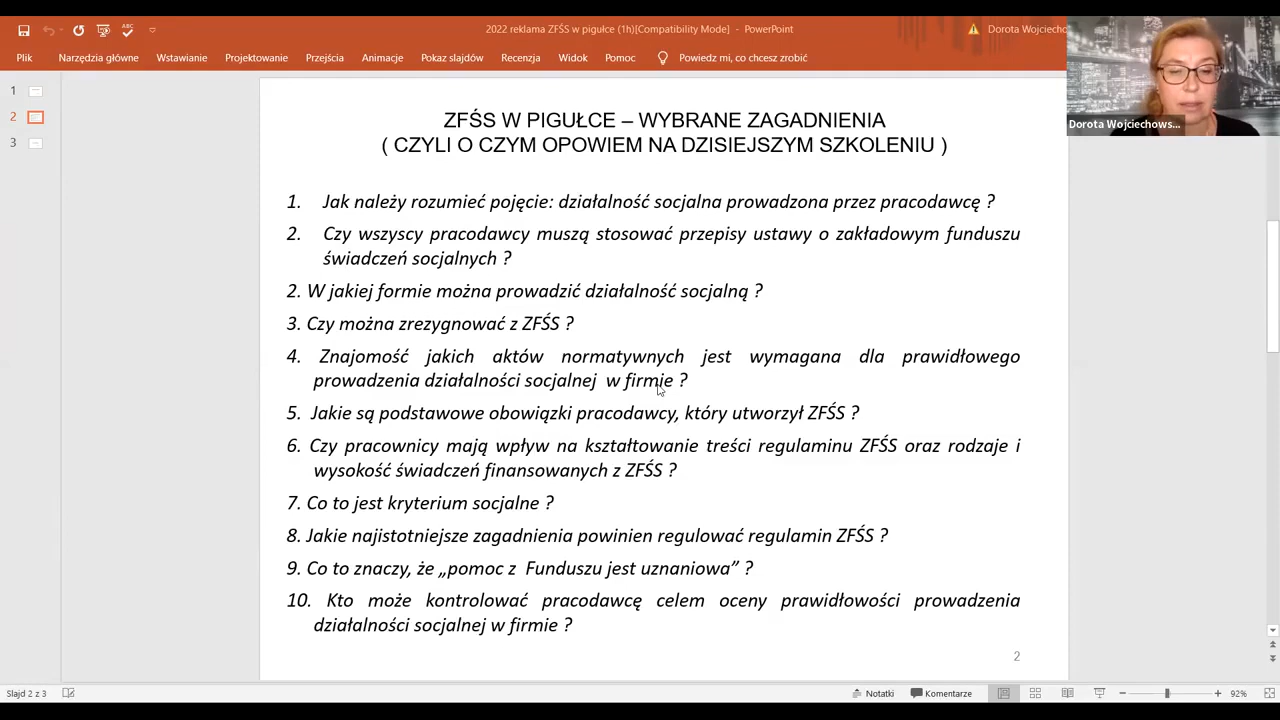 2022 reklama ZFŚS w pigułce (1h)[Compatibility Mode] - PowerPoint
Dorota Wojciecho
Plik Narzędzia główne Wstawianie Projektowanie Przejścia Animacje Pokaz slajdów Recenzja Widok Pomoc Powiedz mi, co chcesz zrobić
ABC
Dorota Wojciechows...
1
2
3
ZFŚS W PIGUŁCE – WYBRANE ZAGADNIENIA
( CZYLI O CZYM OPOWIEM NA DZISIEJSZYM SZKOLENIU )
1. Jak należy rozumieć pojęcie: działalność socjalna prowadzona przez pracodawcę ?
2. Czy wszyscy pracodawcy muszą stosować przepisy ustawy o zakładowym funduszu
świadczeń socjalnych ?
2. W jakiej formie można prowadzić działalność socjalną ?
3. Czy można zrezygnować z ZFŚS ?
4. Znajomość jakich aktów normatywnych jest wymagana dla prawidłowego
prowadzenia działalności socjalnej w firmie ?
5. Jakie są podstawowe obowiązki pracodawcy, który utworzył ZFŚS ?
6. Czy pracownicy mają wpływ na kształtowanie treści regulaminu ZFŚS oraz rodzaje i
wysokość świadczeń finansowanych z ZFŚS ?
7. Co to jest kryterium socjalne ?
8. Jakie najistotniejsze zagadnienia powinien regulować regulamin ZFŚS ?
9. Co to znaczy, że „pomoc z Funduszu jest uznaniowa” ?
10. Kto może kontrolować pracodawcę celem oceny prawidłowości prowadzenia
działalności socjalnej w firmie ?
2
Slajd 2 z 3 Notatki Komentarze 92%